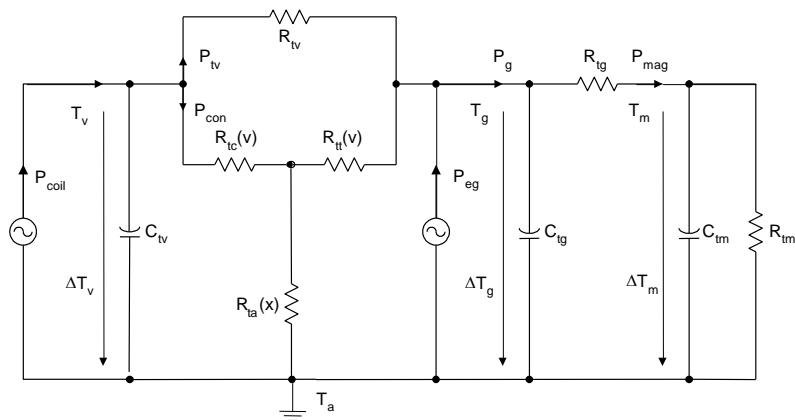 R_tv
P_tv
P_g
R_tg
P_mag
T_v
P_con
T_g
T_m
R_tc(v)
R_tt(v)
P_coil
P_eg
C_tv
C_tg
C_tm
R_tm
ΔT_v
R_ta(x)
ΔT_g
ΔT_m
T_a